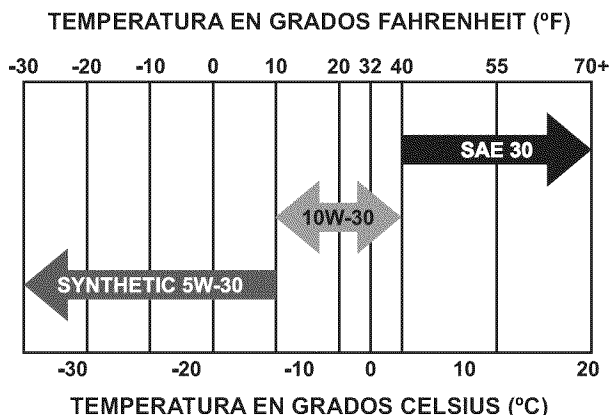 TEMPERATURA EN GRADOS FAHRENHEIT (ºF)
-30 -20 -10 0 10 20 32 40 55 70+
SAE 30
10W-30
SYNTHETIC 5W-30
-30 -20 -10 0 10 20
TEMPERATURA EN GRADOS CELSIUS (ºC)